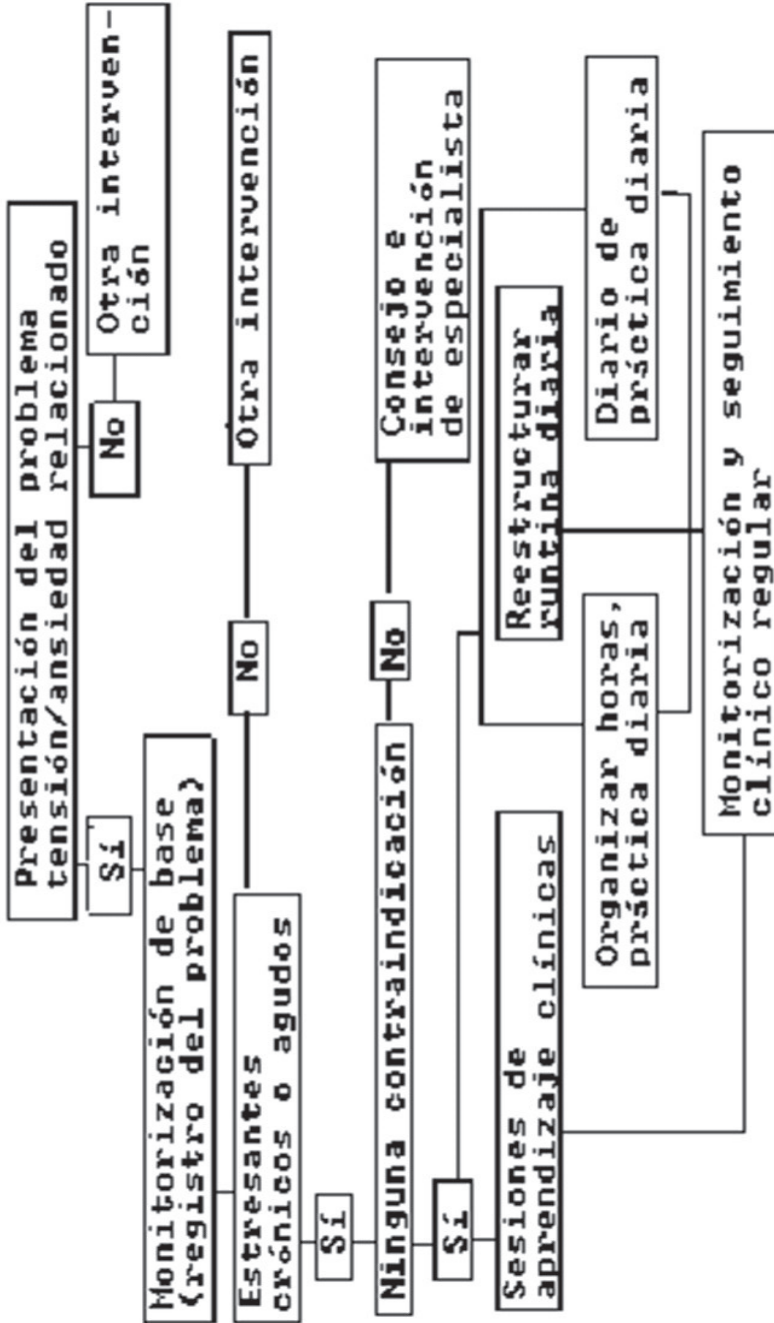 Presentación del problema
tensión/ansiedad relacionado
Sí
No
Otra interven-
ción
Monitorización de base
(registro del problema)
Estresantes
crónicos o agudos
No
Otra intervención
Sí
Ninguna contraindicación
No
Consejo e
intervención
de especialista
Sí
Sesiones de
aprendizaje clínicas
Reestructurar
runtina diaria
Organizar horas,
práctica diaria
Diario de
práctica diaria
Monitorización y seguimiento
clínico regular